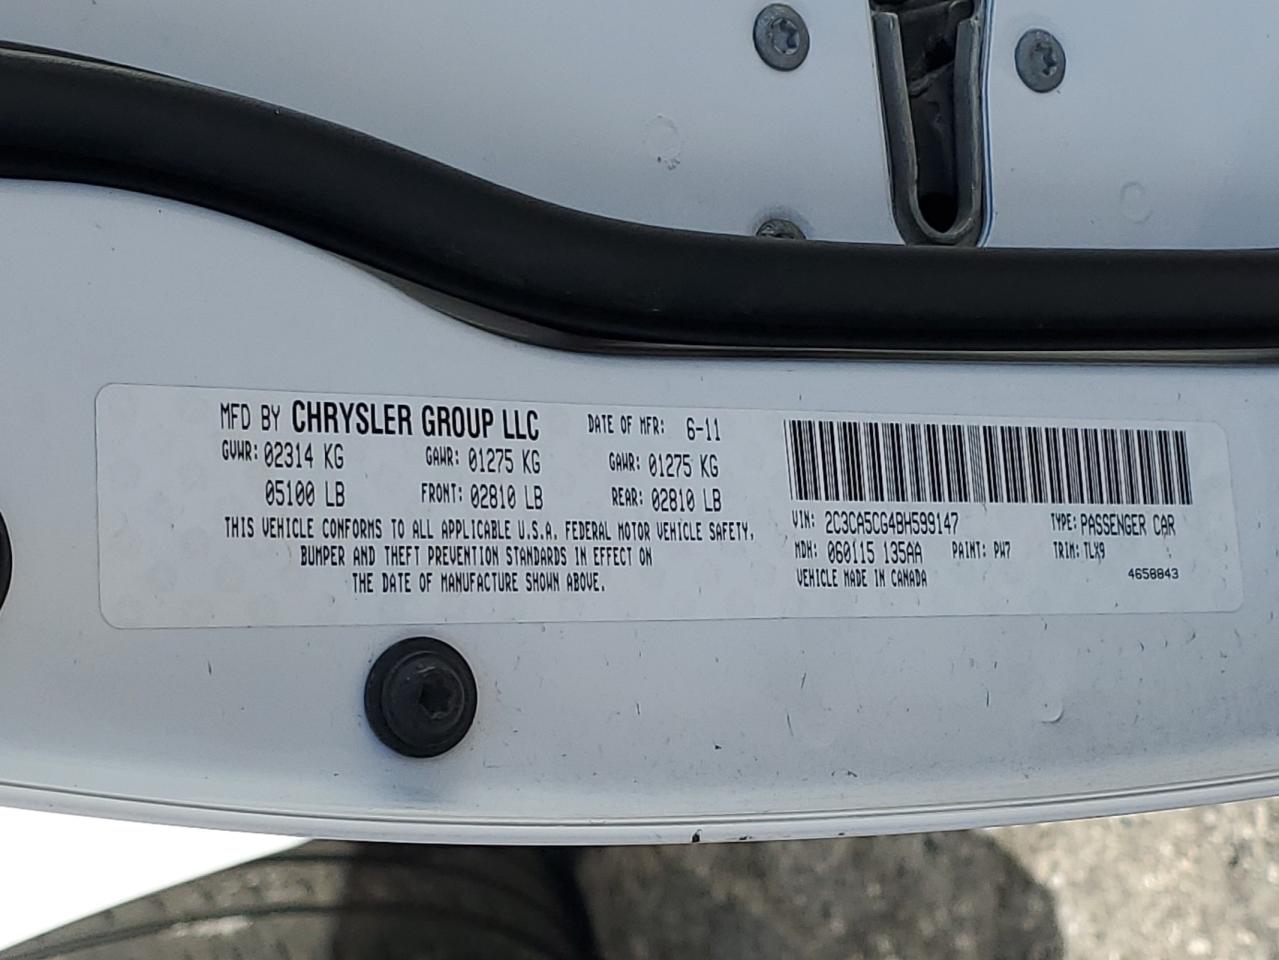 MFD BY CHRYSLER GROUP LLC DATE OF MFR: 6-11
GVWR: 02314 KG GAWR: 01275 KG GAWR: 01275 KG
05100 LB FRONT: 02810 LB REAR: 02810 LB
THIS VEHICLE CONFORMS TO ALL APPLICABLE U.S.A. FEDERAL MOTOR VEHICLE SAFETY,
BUMPER AND THEFT PREVENTION STANDARDS IN EFFECT ON
THE DATE OF MANUFACTURE SHOWN ABOVE.
VIN: 2C3CA5CG4BH599147 TYPE: PASSENGER CAR
MDH: 060115 135AA PAINT: PW7 TRIM: TLX9
VEHICLE MADE IN CANADA 4658843